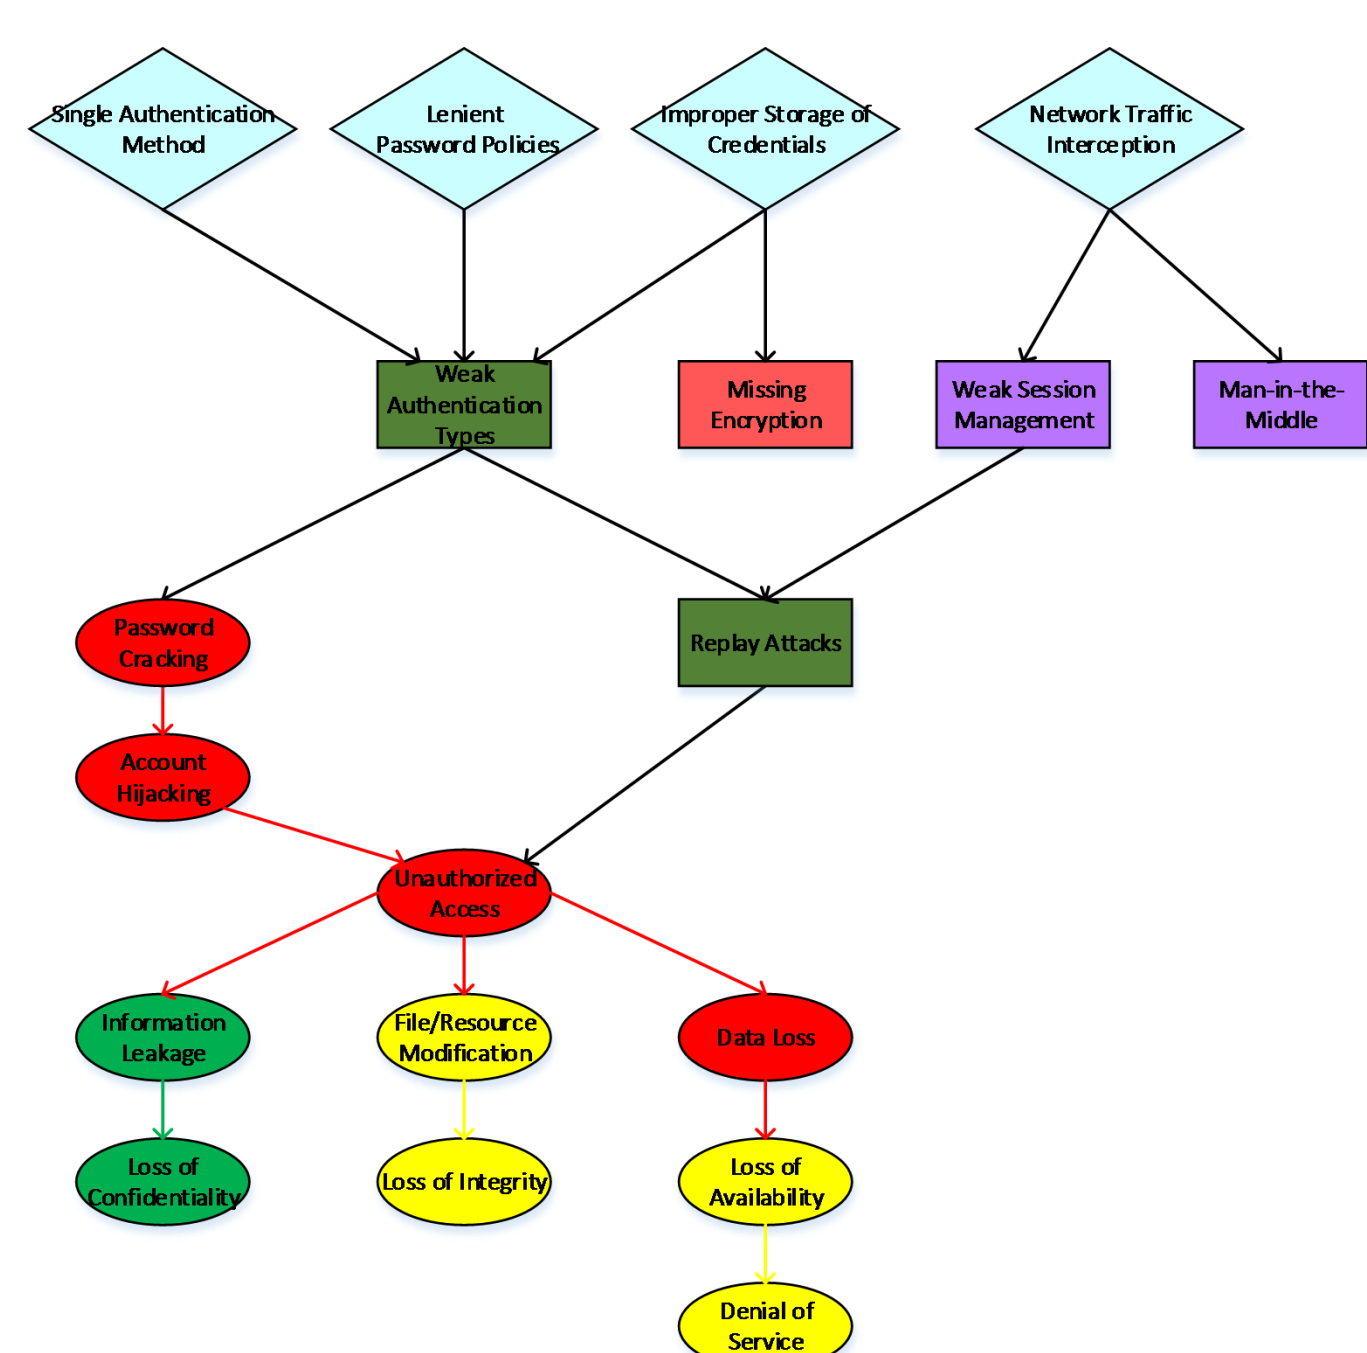 Single Authentication
Method
Lenient
Password Policies
Improper Storage of
Credentials
Network Traffic
Interception
Weak
Authentication
Types
Missing
Encryption
Weak Session
Management
Man-in-the-
Middle
Password
Cracking
Replay Attacks
Account
Hijacking
Unauthorized
Access
Information
Leakage
File/Resource
Modification
Data Loss
Loss of
Confidentiality
Loss of Integrity
Loss of
Availability
Denial of
Service